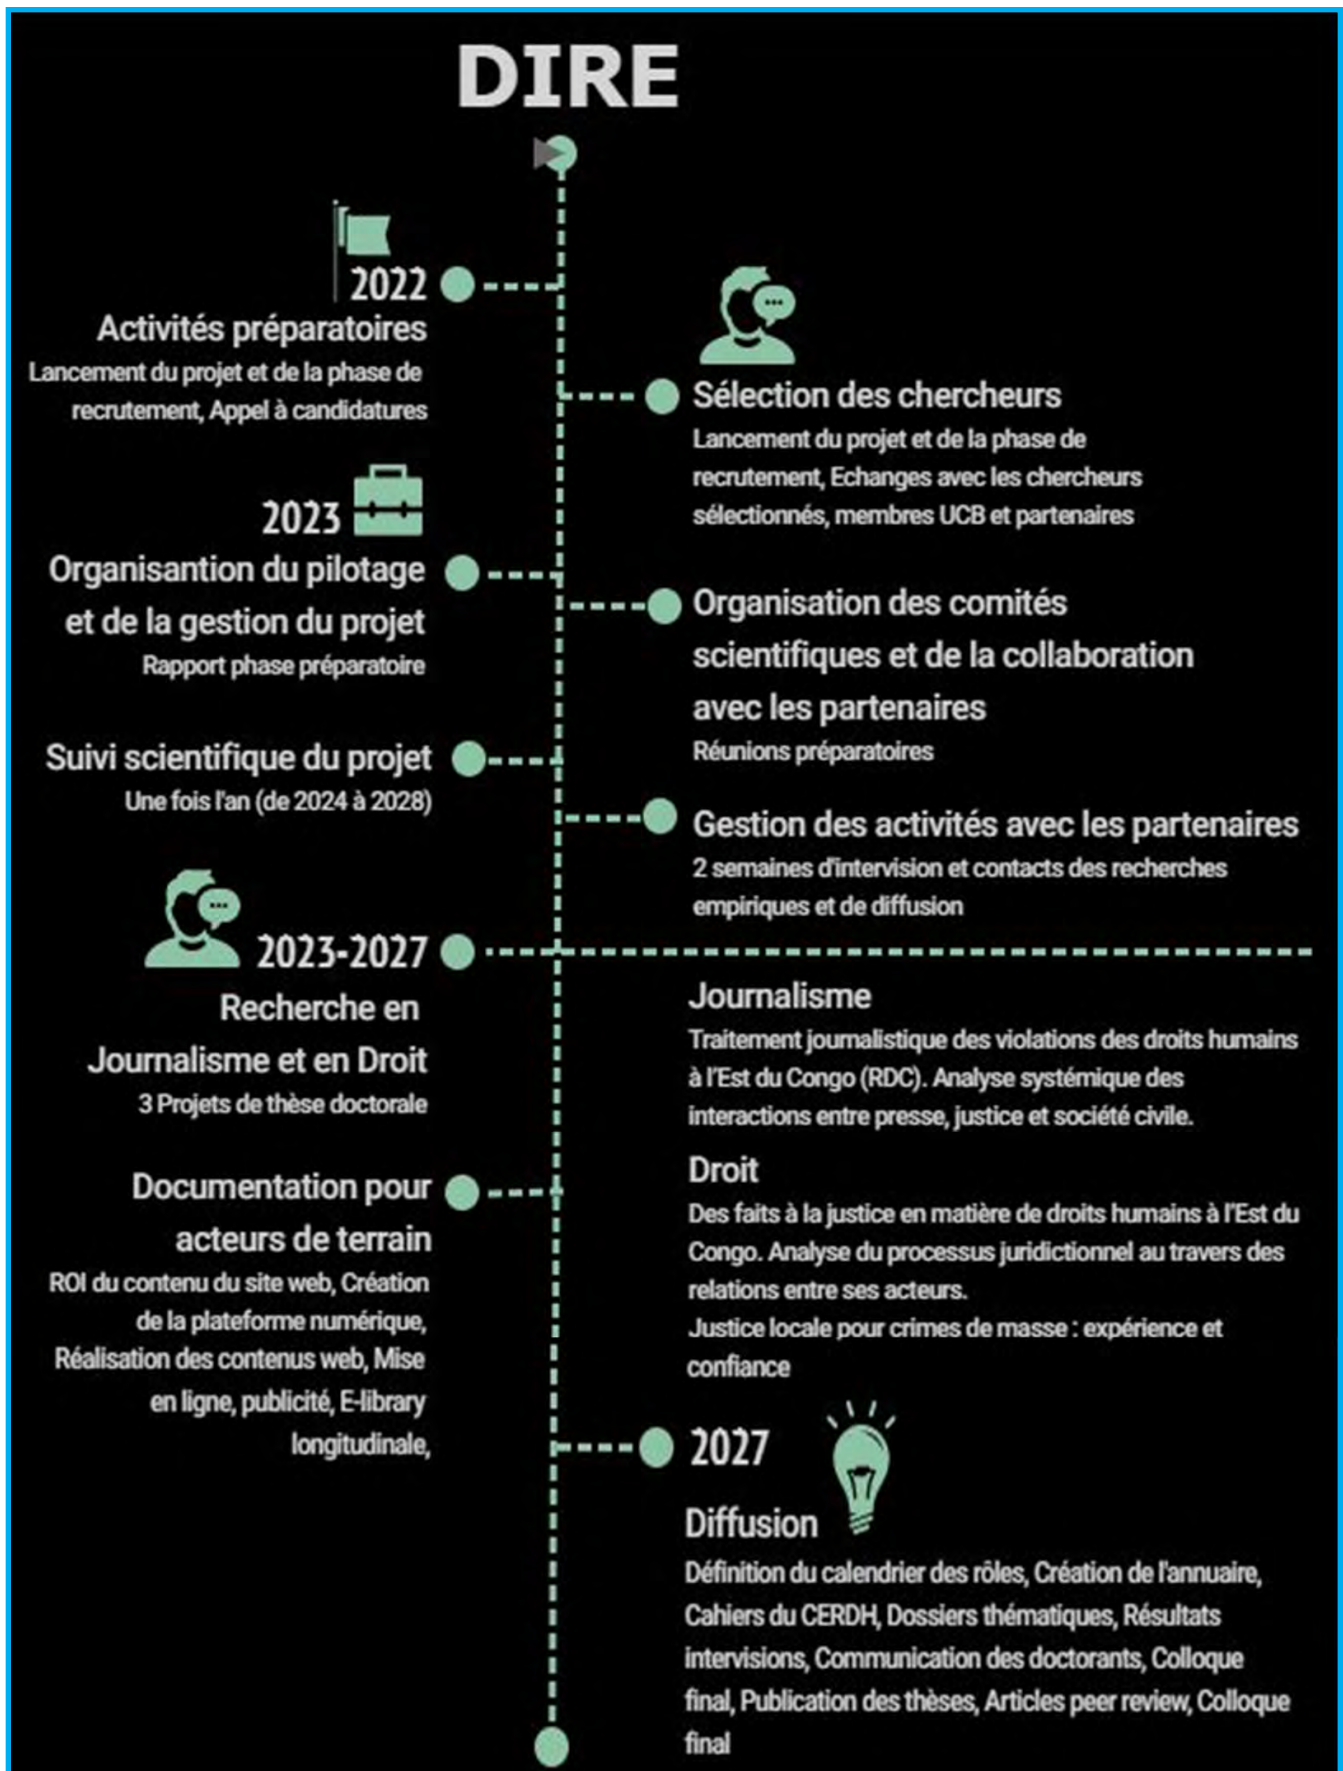 DIRE
2022
Activités préparatoires
Lancement du projet et de la phase de
recrutement, Appel à candidatures
Sélection des chercheurs
Lancement du projet et de la phase de
recrutement, Echanges avec les chercheurs
sélectionnés, membres UCB et partenaires
2023
Organisantion du pilotage
et de la gestion du projet
Rapport phase préparatoire
Organisation des comités
scientifiques et de la collaboration
avec les partenaires
Réunions préparatoires
Suivi scientifique du projet
Une fois l'an (de 2024 à 2028)
Gestion des activités avec les partenaires
2 semaines d'intervision et contacts des recherches
empiriques et de diffusion
2023-2027
Recherche en
Journalisme et en Droit
3 Projets de thèse doctorale
Journalisme
Traitement journalistique des violations des droits humains
à l'Est du Congo (RDC). Analyse systémique des
interactions entre presse, justice et société civile.
Droit
Des faits à la justice en matière de droits humains à l'Est du
Congo. Analyse du processus juridictionnel au travers des
relations entre ses acteurs.
Justice locale pour crimes de masse : expérience et
confiance
Documentation pour
acteurs de terrain
ROI du contenu du site web, Création
de la plateforme numérique,
Réalisation des contenus web, Mise
en ligne, publicité, E-library
longitudinale,
2027
Diffusion
Définition du calendrier des rôles, Création de l'annuaire,
Cahiers du CERDH, Dossiers thématiques, Résultats
intervisions, Communication des doctorants, Colloque
final, Publication des thèses, Articles peer review, Colloque
final